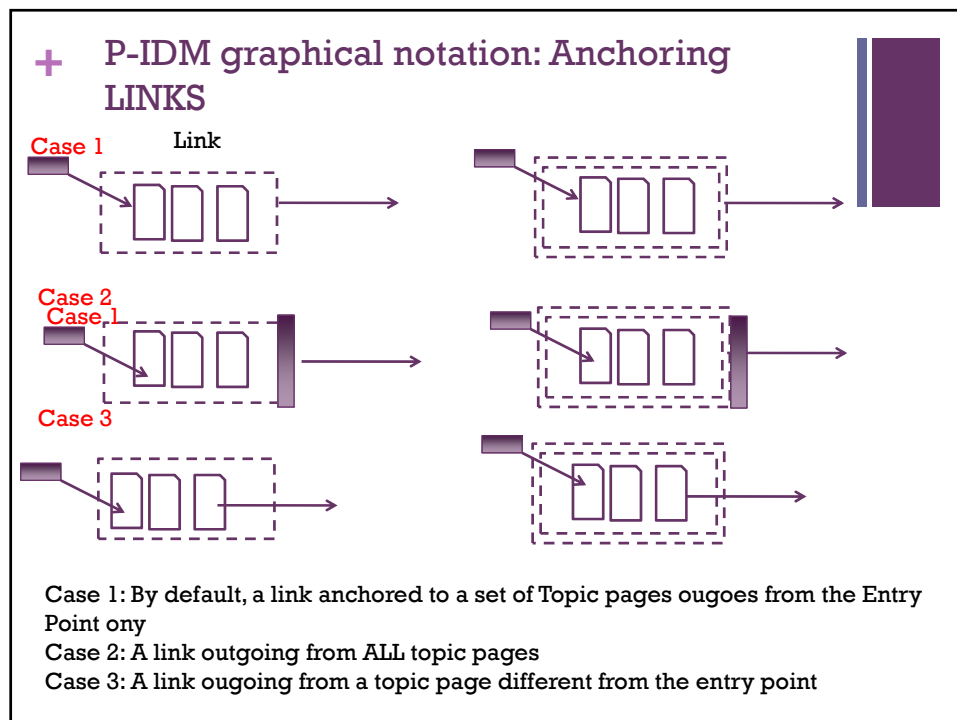 + P-IDM graphical notation: Anchoring
LINKS
Link
Case 1
Case 2
Case 1
Case 3
Case 1: By default, a link anchored to a set of Topic pages ougoes from the Entry
Point ony
Case 2: A link outgoing from ALL topic pages
Case 3: A link ougoing from a topic page different from the entry point